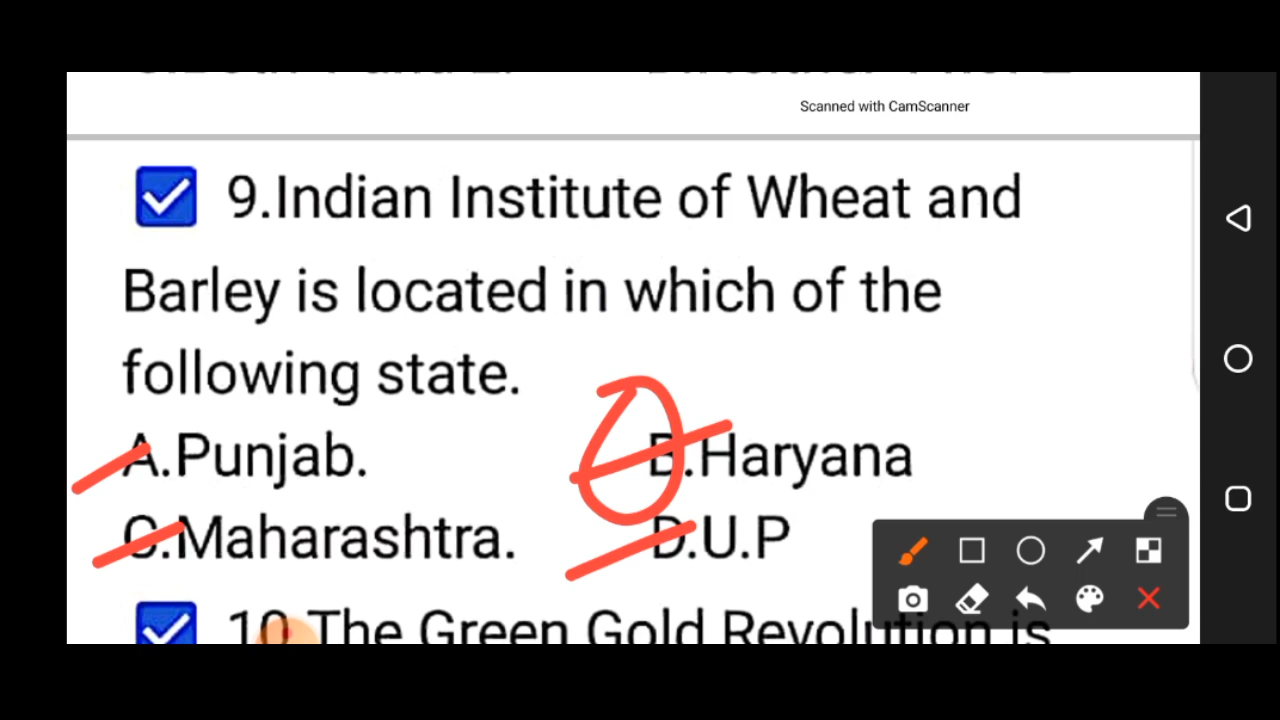 Scanned with CamScanner
9.Indian Institute of Wheat and
Barley is located in which of the
following state.
A.Punjab. B.Haryana
C.Maharashtra. D.U.P
10.The Green Gold Revolution is